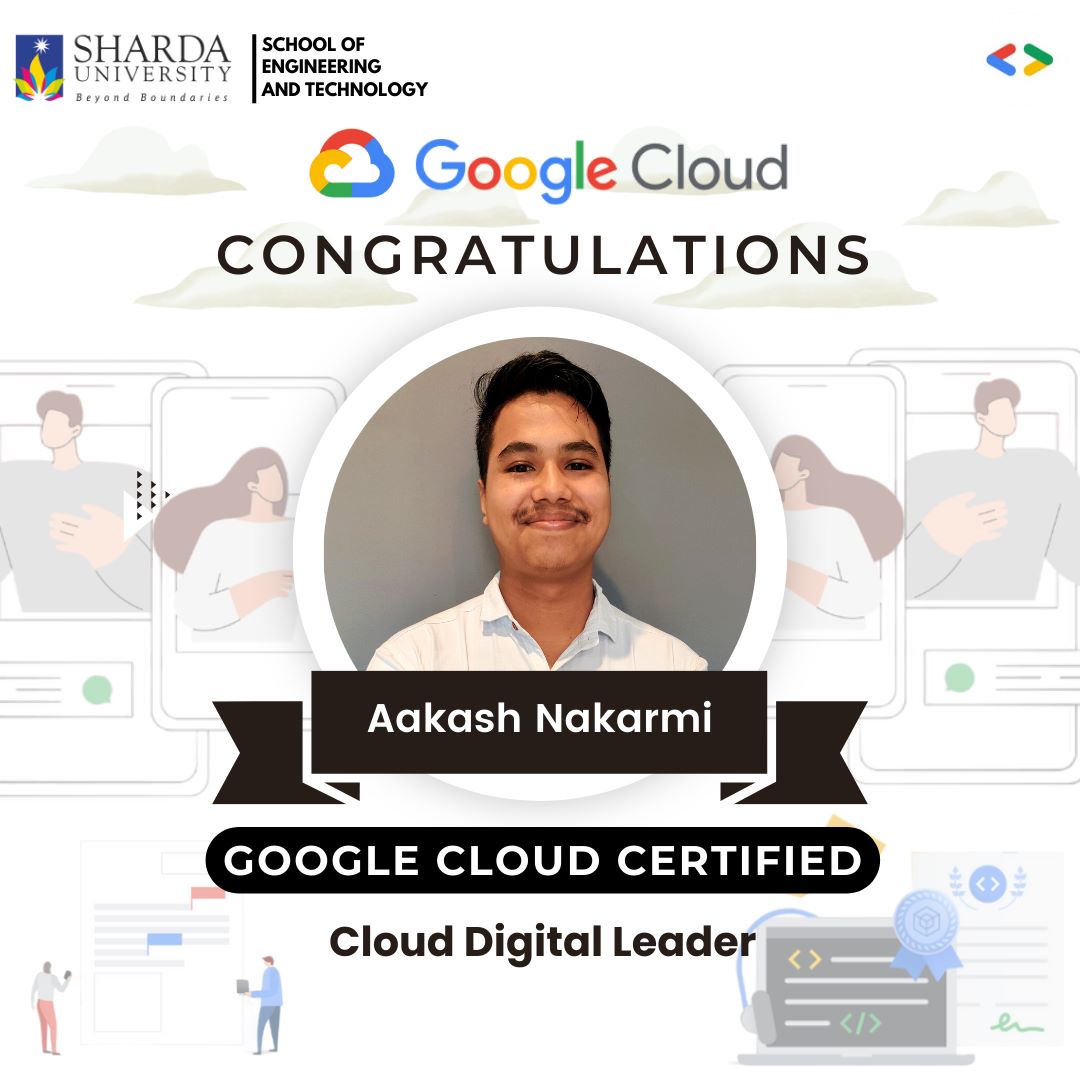 SHARDA
UNIVERSITY
Beyond Boundaries
SCHOOL OF
ENGINEERING
AND TECHNOLOGY
Google Cloud
CONGRATULATIONS
Aakash Nakarmi
GOOGLE CLOUD CERTIFIED
Cloud Digital Leader